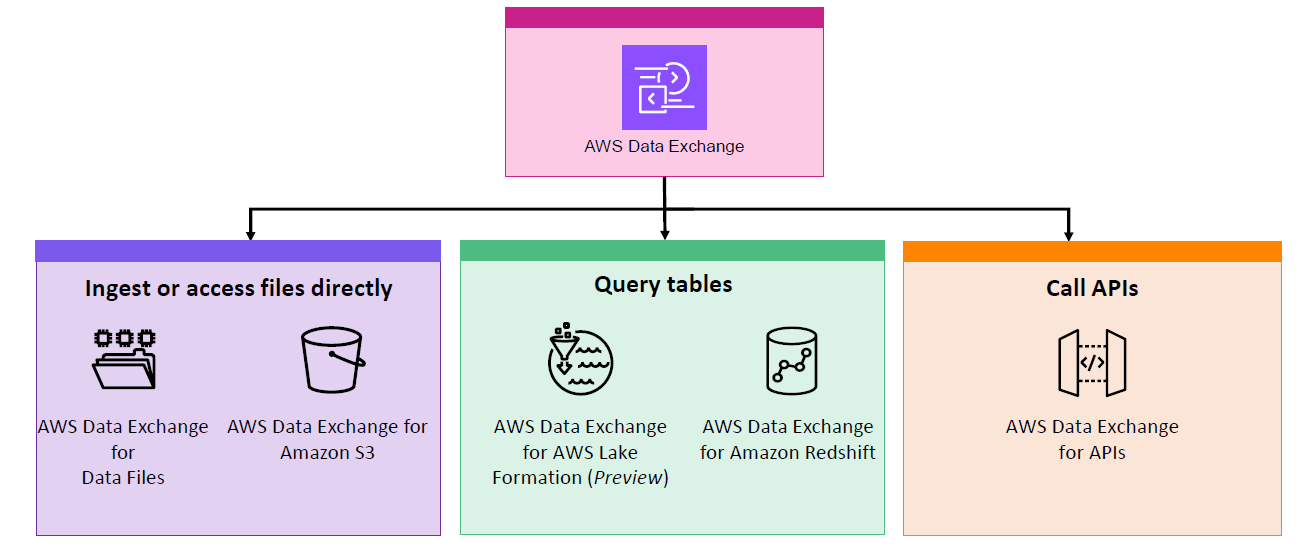 AWS Data Exchange
Ingest or access files directly
AWS Data Exchange
for
Data Files
AWS Data Exchange for
Amazon S3
Query tables
AWS Data Exchange
for AWS Lake
Formation (Preview)
AWS Data Exchange
for Amazon Redshift
Call APIs
</>
AWS Data Exchange
for APIs